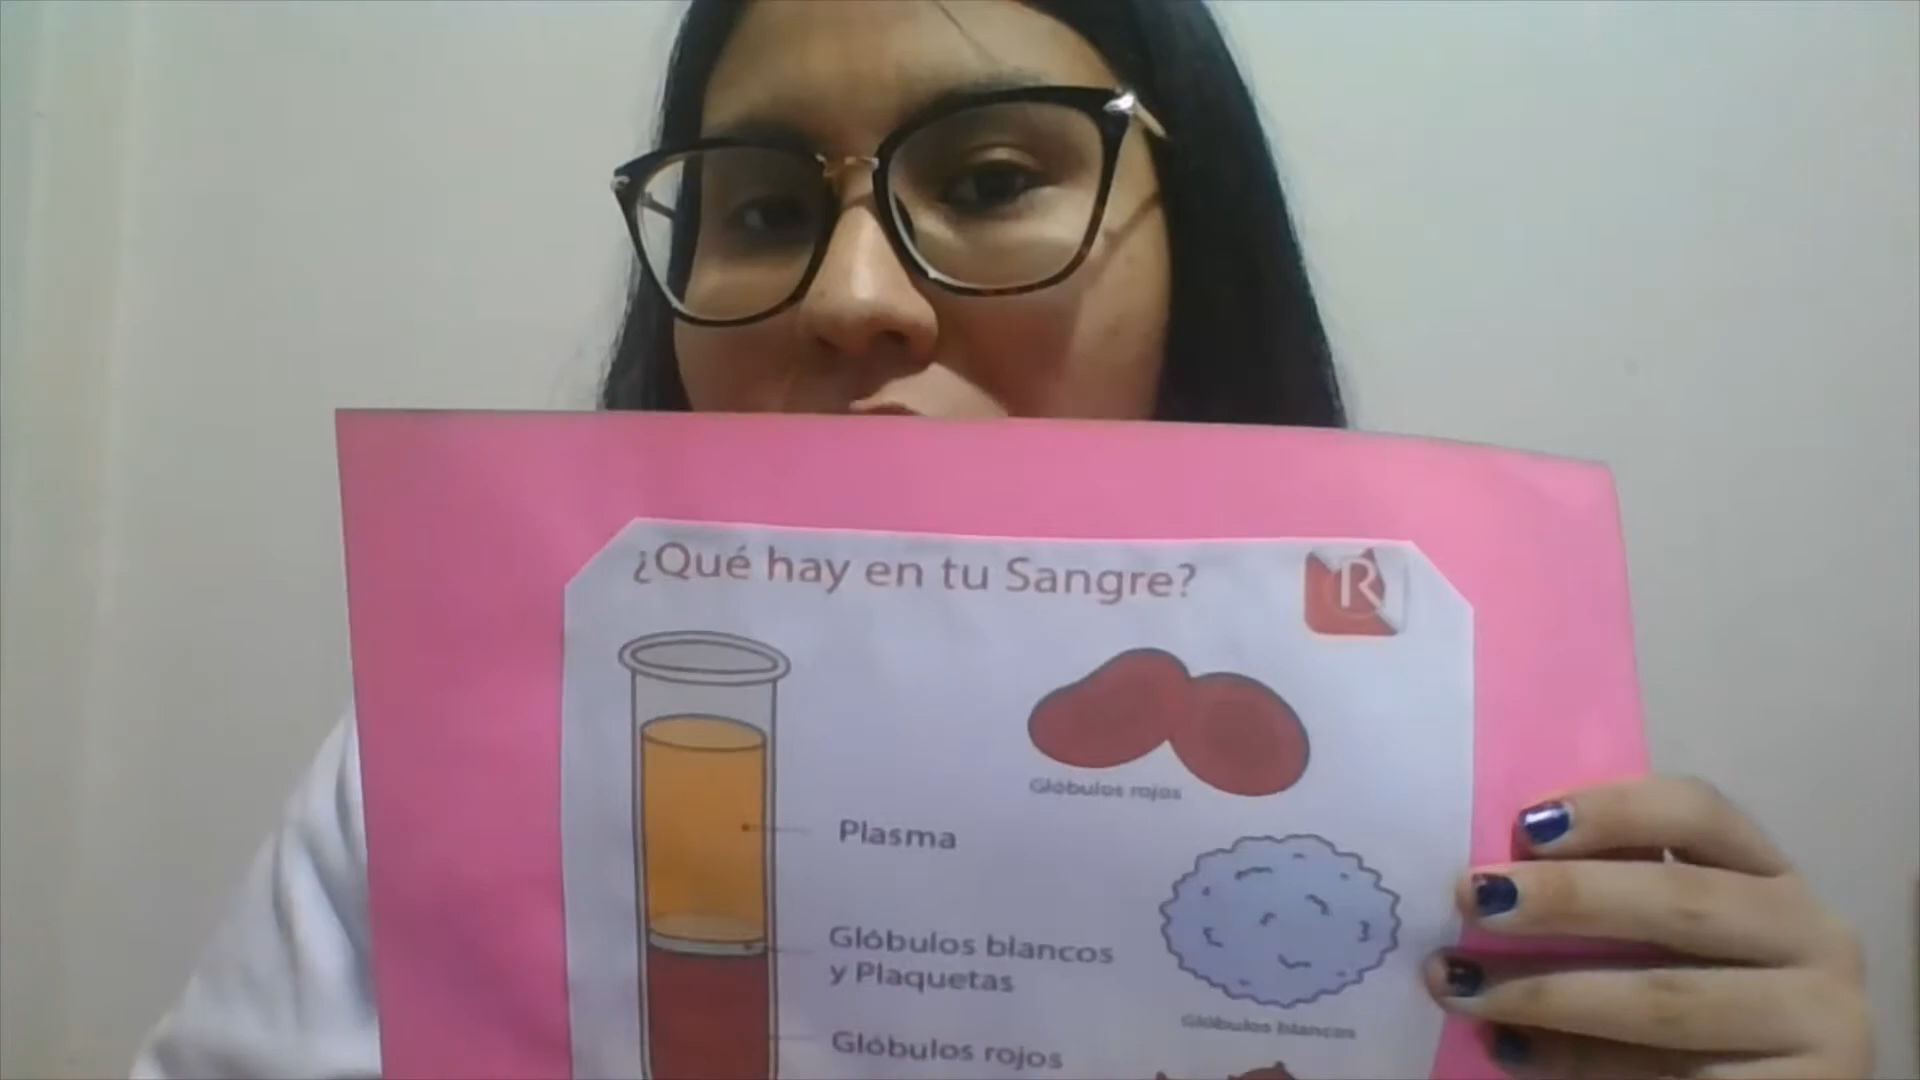 ¿Qué hay en tu Sangre?
R
Glóbulos rojos
Plasma
Glóbulos blancos
y Plaquetas
Glóbulos blancos
Glóbulos rojos